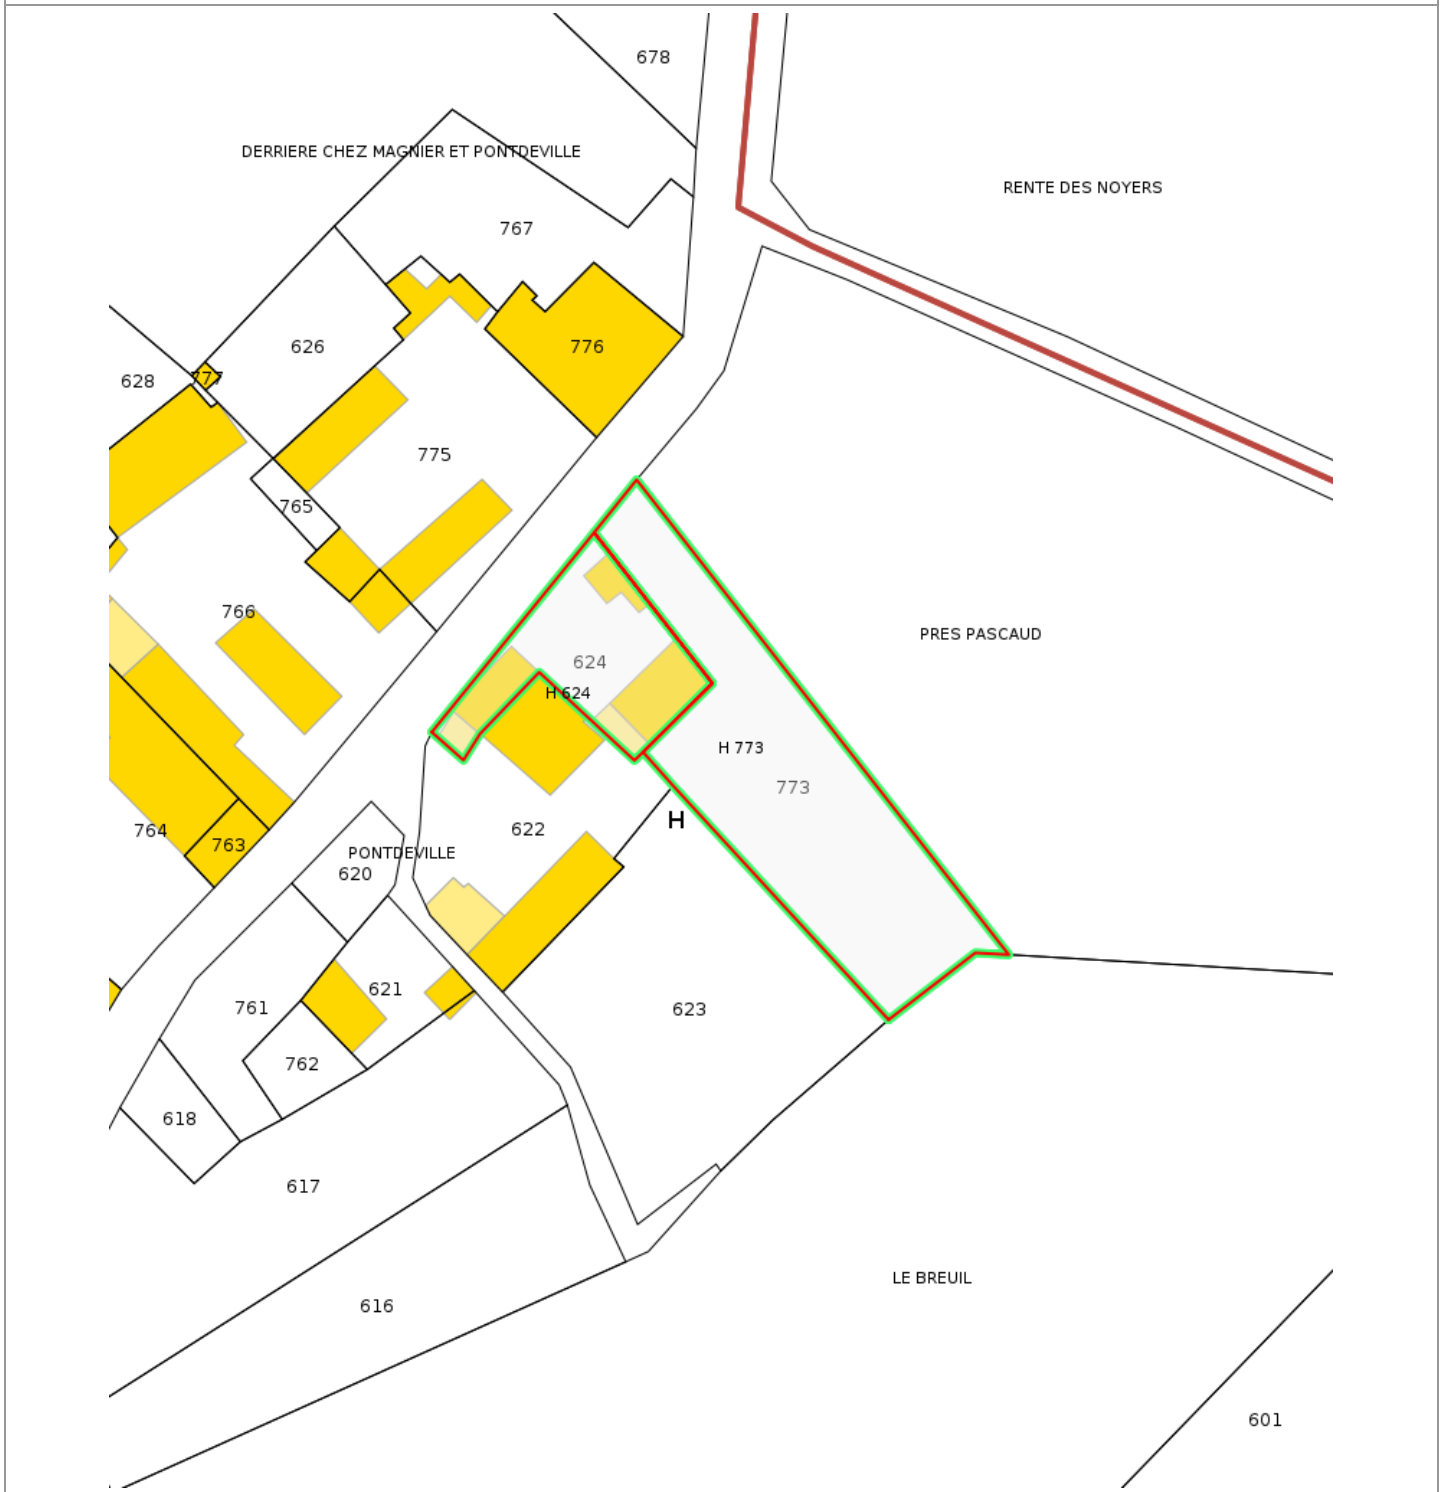 678
DERRIERE CHEZ MAGNIER ET PONTDEVILLE
RENTE DES NOYERS
767
626
776
628
777
775
765
766
PRES PASCAUD
624
H 624
H 773
773
H
764
763
622
PONTDEVILLE
620
621
761
623
762
618
617
LE BREUIL
616
601